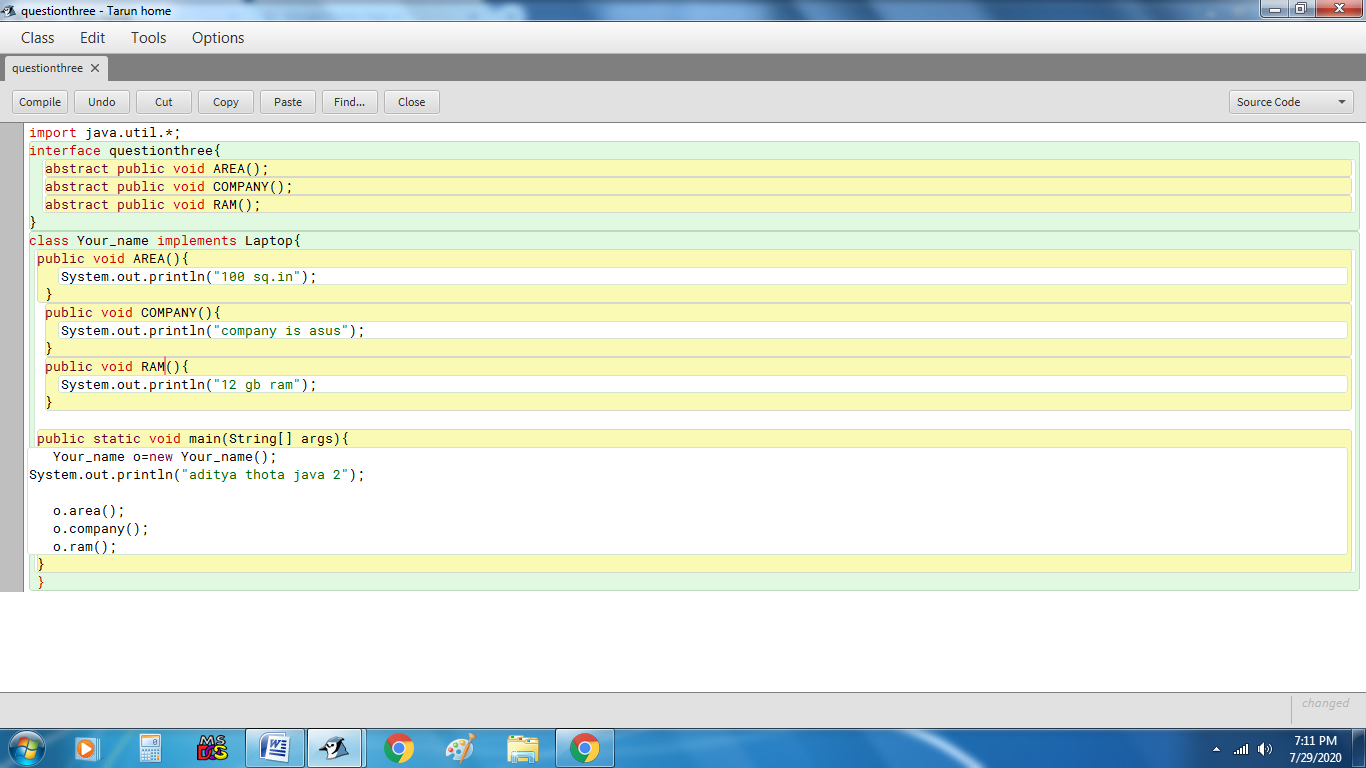 questionthree - Tarun home
Class Edit Tools Options
questionthree
Compile Undo Cut Copy Paste Find... Close Source Code
import java.util.*;
interface questionthree{
abstract public void AREA();
abstract public void COMPANY();
abstract public void RAM();
}
class Your_name implements Laptop{
public void AREA(){
System.out.println("100 sq.in");
}
public void COMPANY(){
System.out.println("company is asus");
}
public void RAM(){
System.out.println("12 gb ram");
}
public static void main(String[] args){
Your_name o=new Your_name();
System.out.println("aditya thota java 2");
o.area();
o.company();
o.ram();
}
}
changed
MS DOS
7:11 PM
7/29/2020